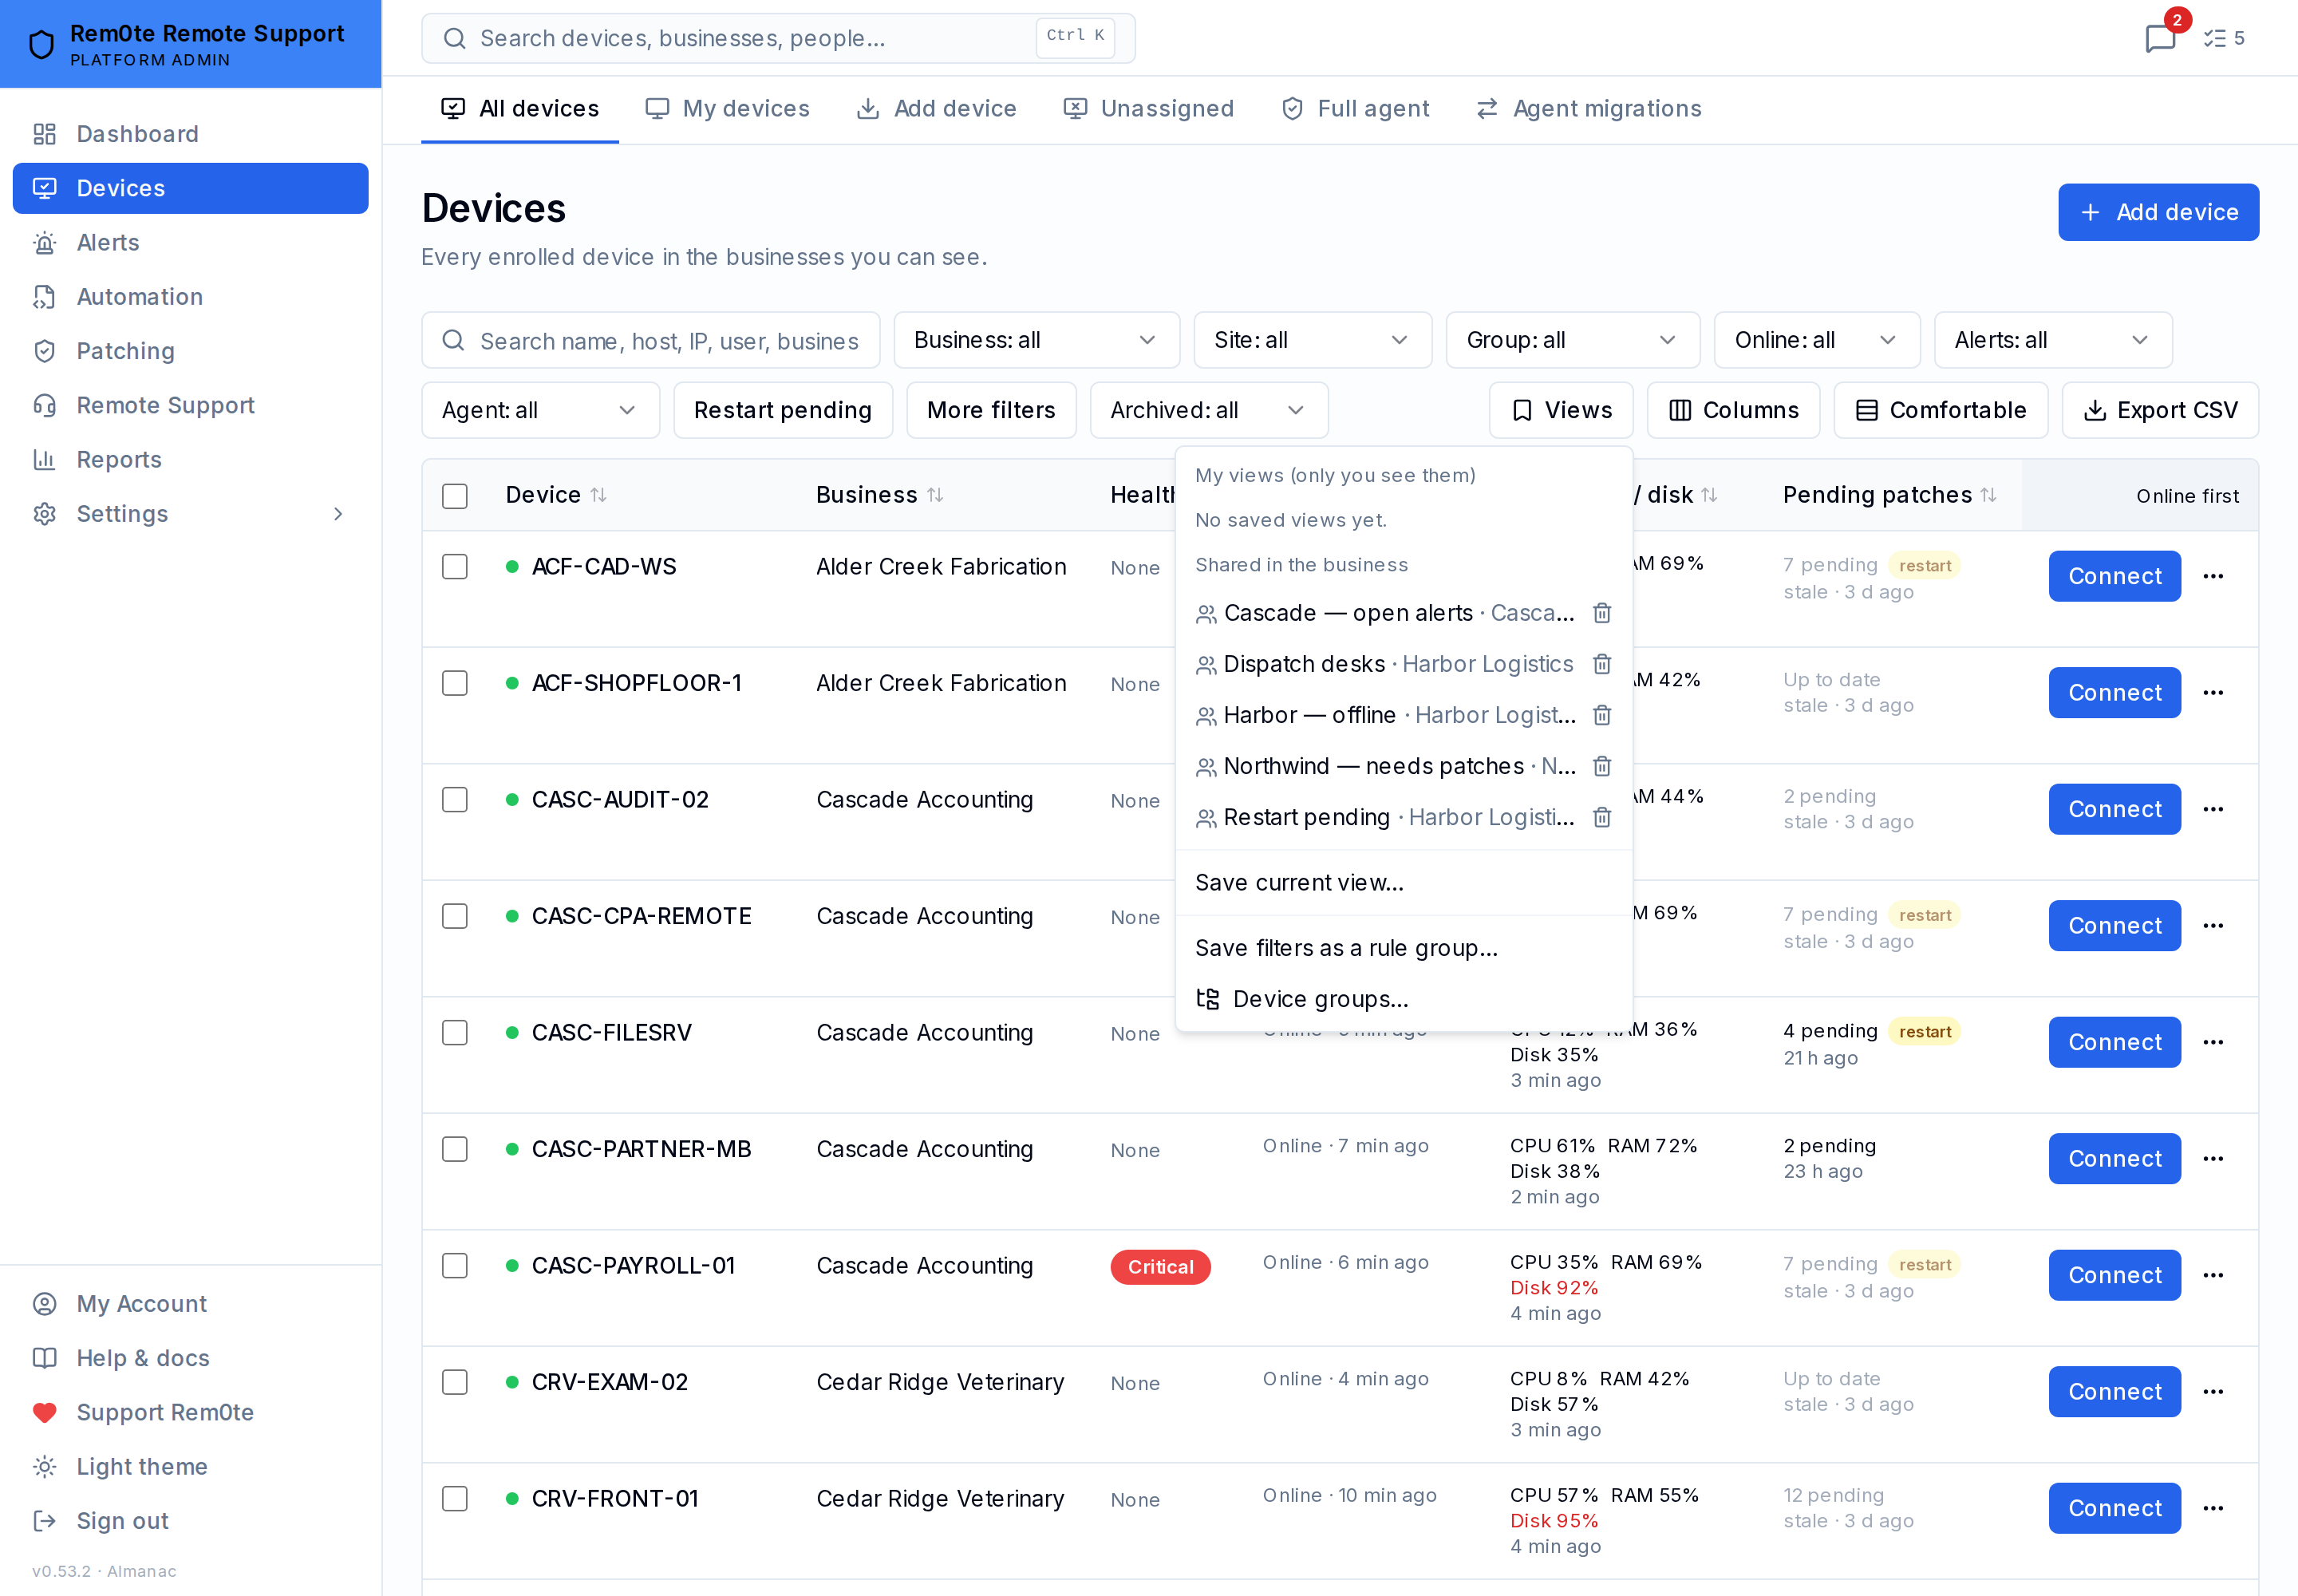 Rem0te Remote Support
PLATFORM ADMIN
Search devices, businesses, people...
Ctrl K
2
5
Dashboard
Devices
Alerts
Automation
Patching
Remote Support
Reports
Settings
All devices
My devices
Add device
Unassigned
Full agent
Agent migrations
Devices
Add device
Every enrolled device in the businesses you can see.
Search name, host, IP, user, busines
Business: all
Site: all
Group: all
Online: all
Alerts: all
Agent: all
Restart pending
More filters
Archived: all
Views
Columns
Comfortable
Export CSV
Device
Business
Health
/ disk
Pending patches
Online first
My views (only you see them)
No saved views yet.
Shared in the business
Cascade — open alerts · Casca...
Dispatch desks · Harbor Logistics
Harbor — offline · Harbor Logist...
Northwind — needs patches · N...
Restart pending · Harbor Logisti...
Save current view...
Save filters as a rule group...
Device groups...
ACF-CAD-WS
Alder Creek Fabrication
None
AM 69%
7 pending restart
stale · 3 d ago
Connect
ACF-SHOPFLOOR-1
Alder Creek Fabrication
None
AM 42%
Up to date
stale · 3 d ago
Connect
CASC-AUDIT-02
Cascade Accounting
None
AM 44%
2 pending
stale · 3 d ago
Connect
CASC-CPA-REMOTE
Cascade Accounting
None
M 69%
7 pending restart
stale · 3 d ago
Connect
CASC-FILESRV
Cascade Accounting
None
AM 36%
Disk 35%
3 min ago
4 pending restart
21 h ago
Connect
CASC-PARTNER-MB
Cascade Accounting
None
Online · 7 min ago
CPU 61% RAM 72%
Disk 38%
2 min ago
2 pending
23 h ago
Connect
CASC-PAYROLL-01
Cascade Accounting
Critical
Online · 6 min ago
CPU 35% RAM 69%
Disk 92%
4 min ago
7 pending restart
stale · 3 d ago
Connect
CRV-EXAM-02
Cedar Ridge Veterinary
None
Online · 4 min ago
CPU 8% RAM 42%
Disk 57%
3 min ago
Up to date
stale · 3 d ago
Connect
CRV-FRONT-01
Cedar Ridge Veterinary
None
Online · 10 min ago
CPU 57% RAM 55%
Disk 95%
4 min ago
12 pending
stale · 3 d ago
Connect
My Account
Help & docs
Support Rem0te
Light theme
Sign out
v0.53.2 · Almanac